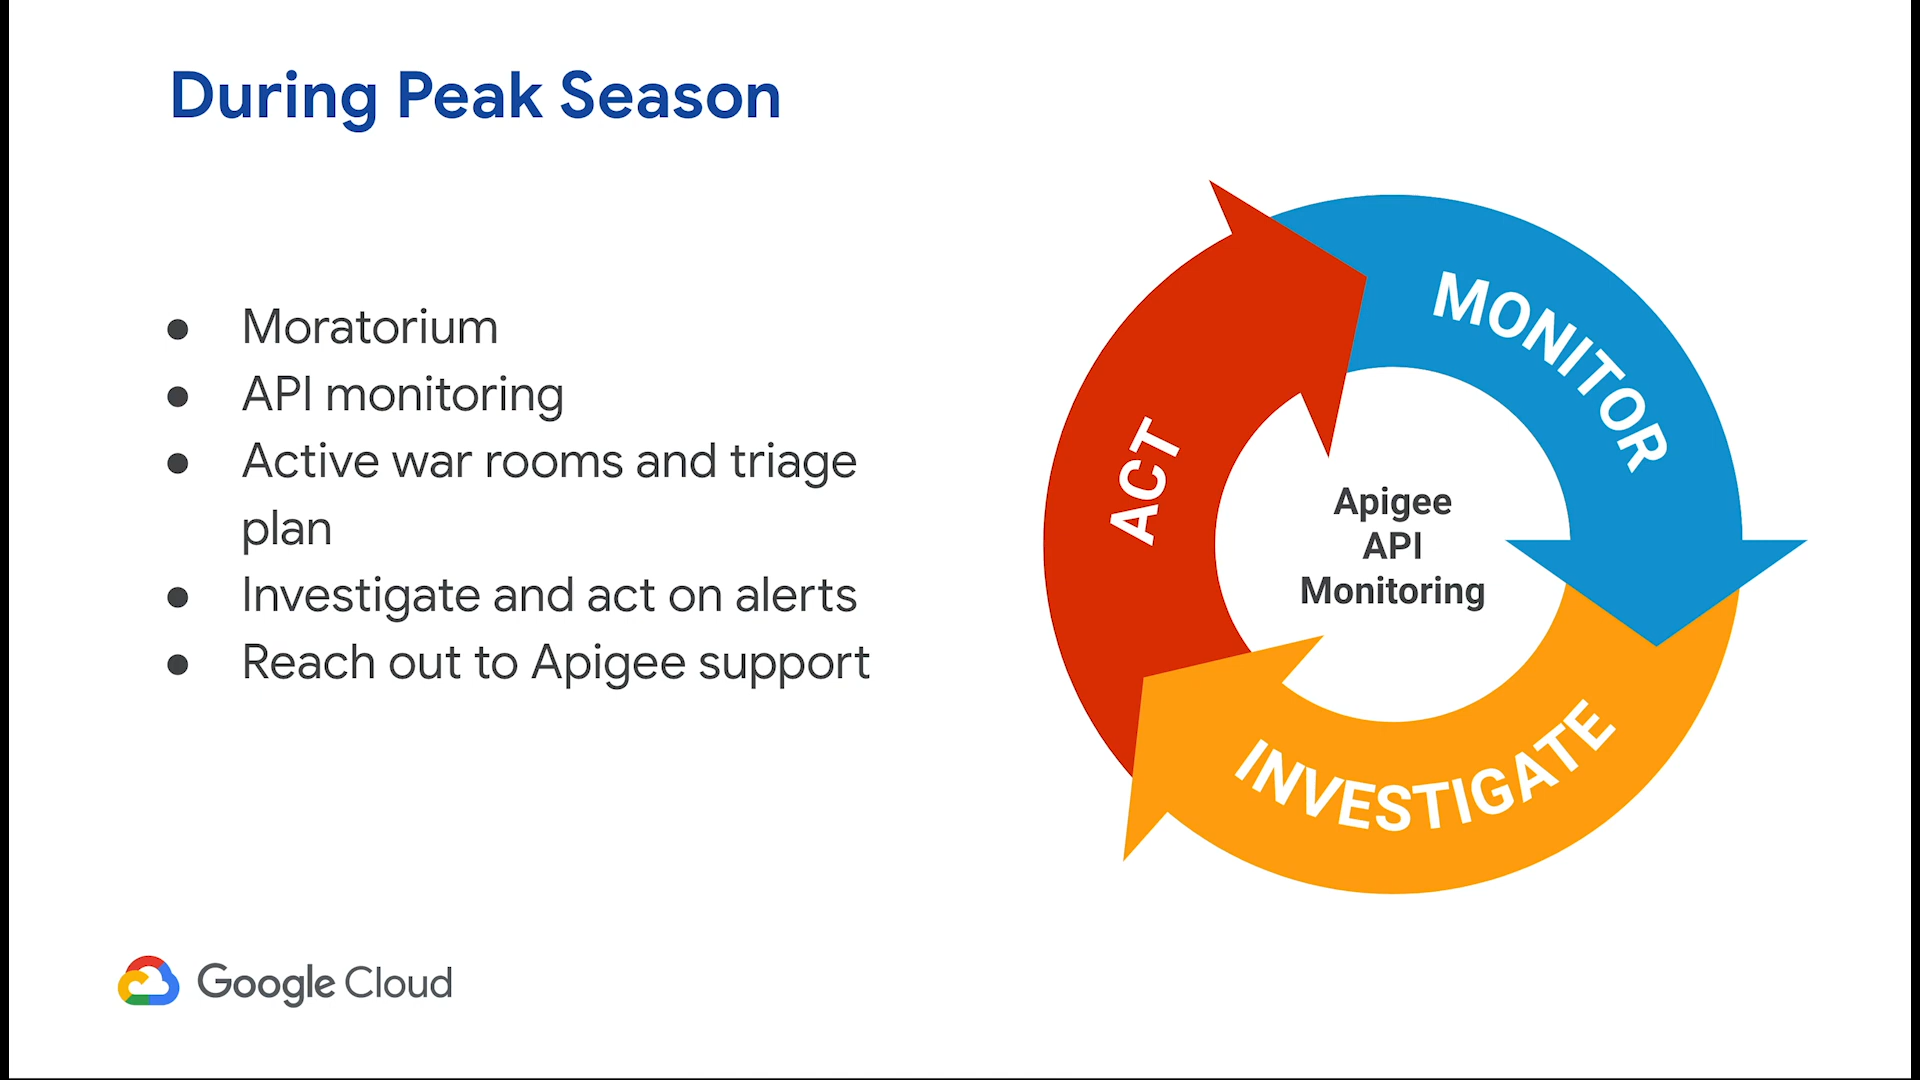 During Peak Season
● Moratorium
● API monitoring
● Active war rooms and triage
plan
● Investigate and act on alerts
● Reach out to Apigee support
MONITOR
INVESTIGATE
ACT
Apigee
API
Monitoring
Google Cloud